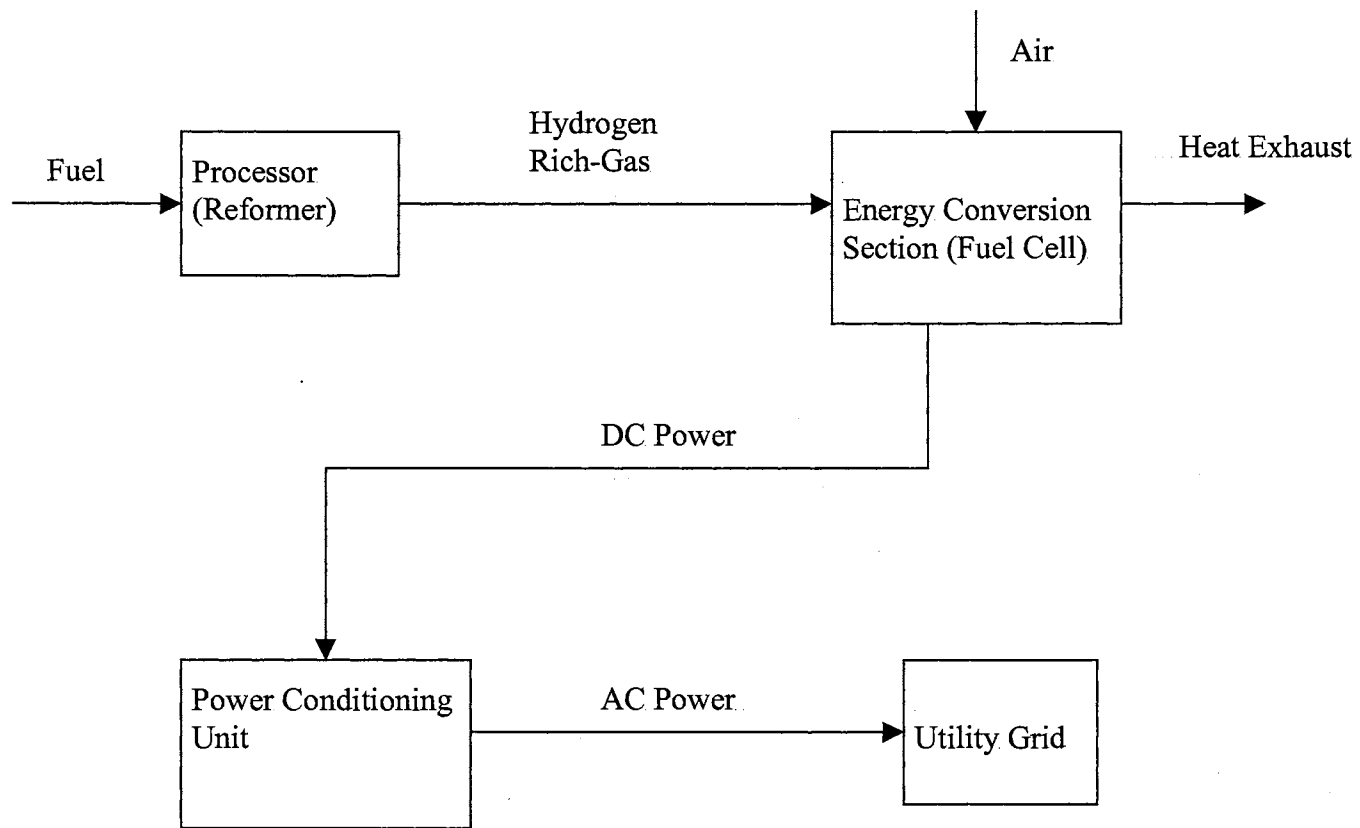 Air
Hydrogen
Rich-Gas
Heat Exhaust
Fuel
Processor
(Reformer)
Energy Conversion
Section (Fuel Cell)
DC Power
Power Conditioning
Unit
AC Power
Utility Grid